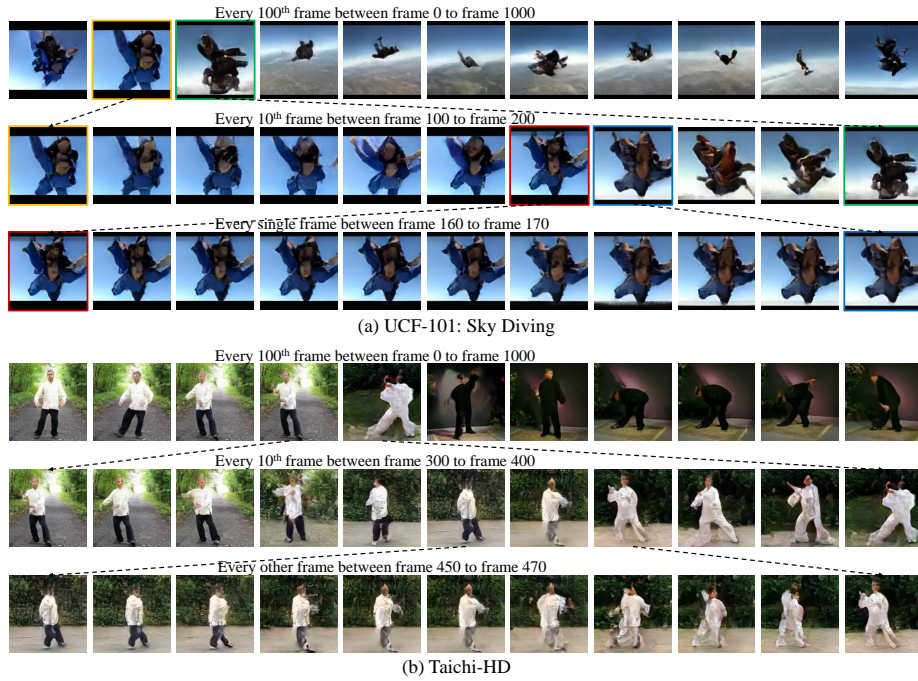 Every 100th frame between frame 0 to frame 1000
Every 10th frame between frame 100 to frame 200
Every single frame between frame 160 to frame 170
(a) UCF-101: Sky Diving
Every 100th frame between frame 0 to frame 1000
Every 10th frame between frame 300 to frame 400
Every other frame between frame 450 to frame 470
(b) Taichi-HD